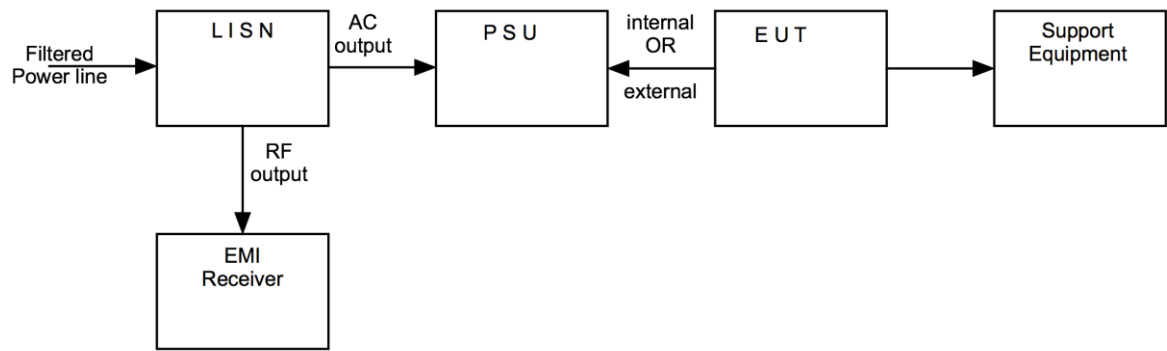 Filtered
Power line
L I S N
AC
output
P S U
internal
OR
external
E U T
Support
Equipment
RF
output
EMI
Receiver